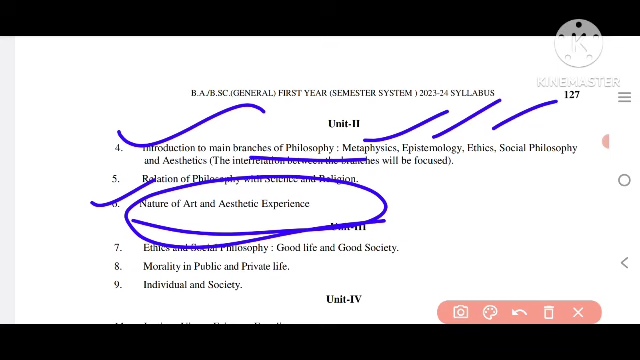 KINEMASTER
B.A./B.SC.(GENERAL) FIRST YEAR (SEMESTER SYSTEM ) 2023-24 SYLLABUS 127
Unit-II
4. Introduction to main branches of Philosophy : Metaphysics, Epistemology, Ethics, Social Philosophy
and Aesthetics (The interrelation between the branches will be focused).
5. Relation of Philosophy with Science and Religion.
6. Nature of Art and Aesthetic Experience
Unit-III
7. Ethics and Social Philosophy : Good life and Good Society.
8. Morality in Public and Private life.
9. Individual and Society.
Unit-IV